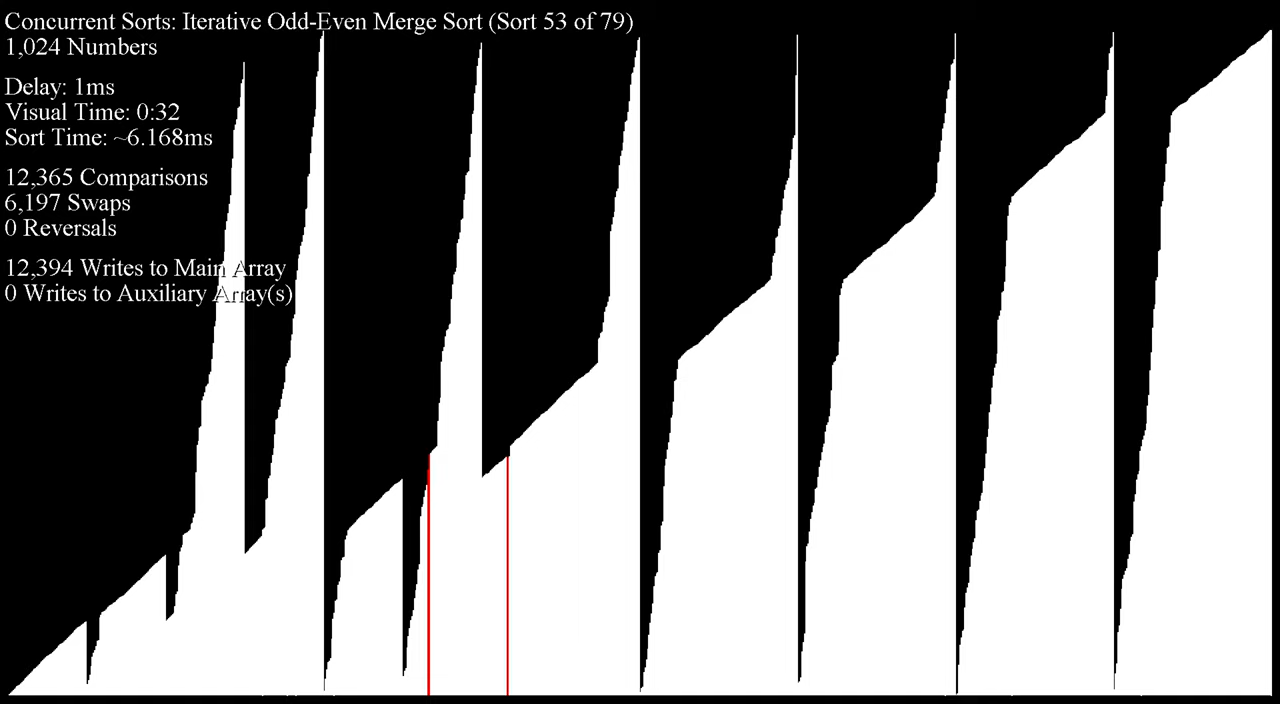 Concurrent Sorts: Iterative Odd-Even Merge Sort (Sort 53 of 79)
1,024 Numbers
Delay: 1ms
Visual Time: 0:32
Sort Time: ~6.168ms
12,365 Comparisons
6,197 Swaps
0 Reversals
12,394 Writes to Main Array
0 Writes to Auxiliary Array(s)